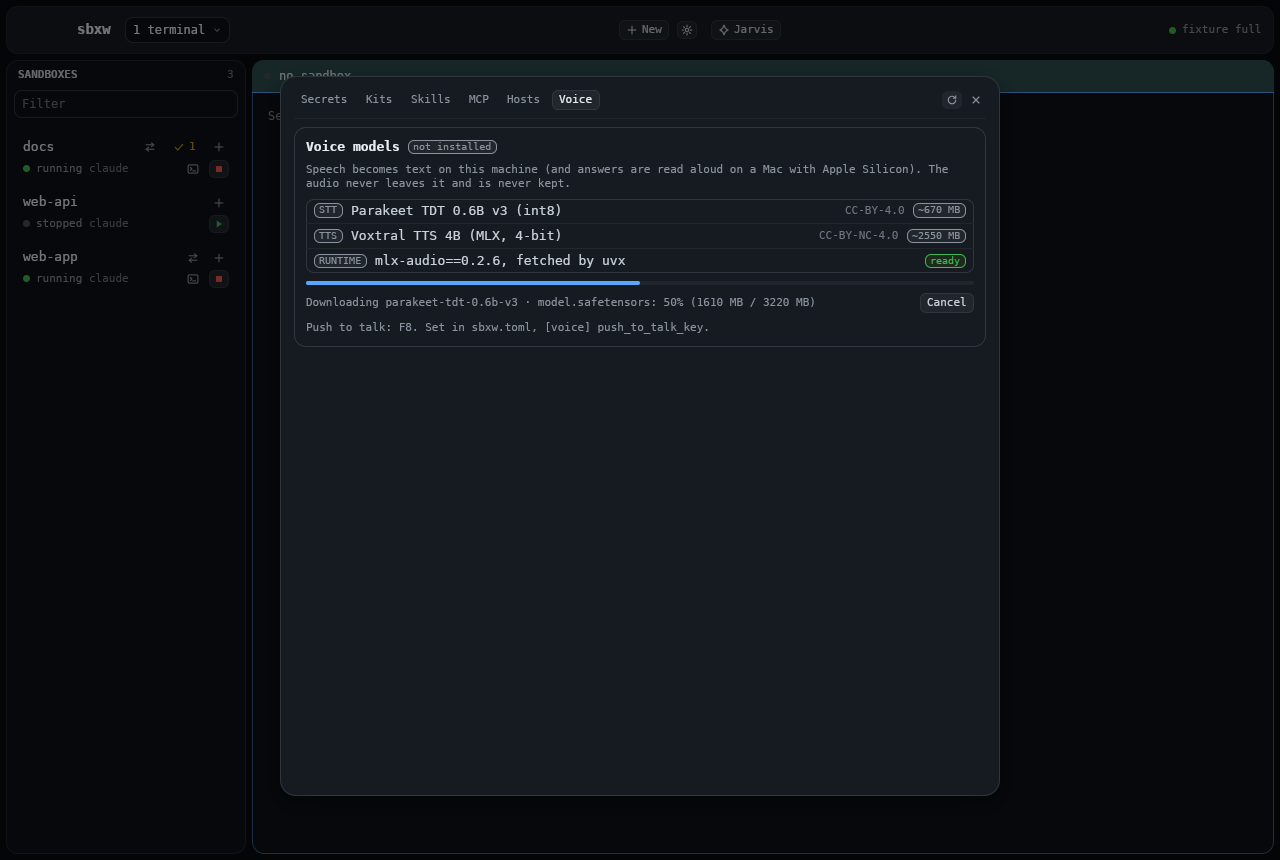 sbxw
1 terminal
New
Jarvis
fixture full
SANDBOXES
3
no sandbox
Filter
Se
docs
1
running claude
web-api
stopped claude
web-app
running claude
Secrets
Kits
Skills
MCP
Hosts
Voice
Voice models
not installed
Speech becomes text on this machine (and answers are read aloud on a Mac with Apple Silicon). The
audio never leaves it and is never kept.
STT
Parakeet TDT 0.6B v3 (int8)
CC-BY-4.0
~670 MB
TTS
Voxtral TTS 4B (MLX, 4-bit)
CC-BY-NC-4.0
~2550 MB
RUNTIME
mlx-audio==0.2.6, fetched by uvx
ready
Downloading parakeet-tdt-0.6b-v3 · model.safetensors: 50% (1610 MB / 3220 MB)
Cancel
Push to talk: F8. Set in sbxw.toml, [voice] push_to_talk_key.